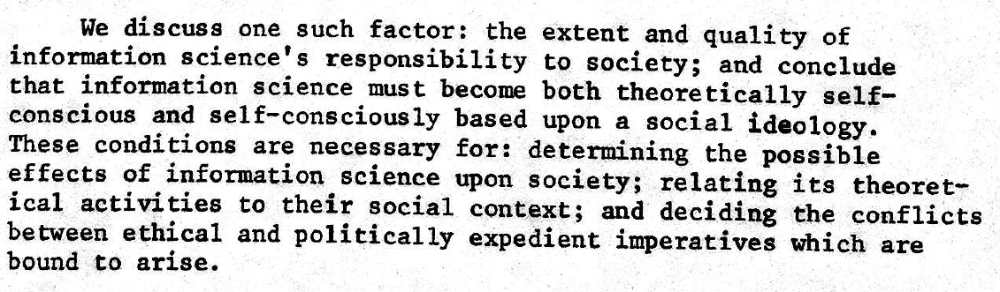 We discuss one such factor: the extent and quality of
information science's responsibility to society; and conclude
that information science must become both theoretically self-
conscious and self-consciously based upon a social ideology.
These conditions are necessary for: determining the possible
effects of information science upon society; relating its theoret-
ical activities to their social context; and deciding the conflicts
between ethical and politically expedient imperatives which are
bound to arise.